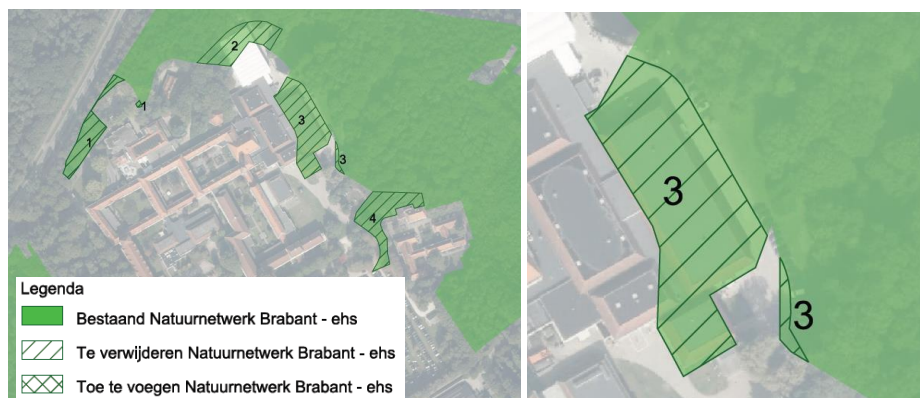 2
1
1
3
3
4
Legenda
Bestaand Natuurnetwerk Brabant - ehs
Te verwijderen Natuurnetwerk Brabant - ehs
Toe te voegen Natuurnetwerk Brabant - ehs
3
3